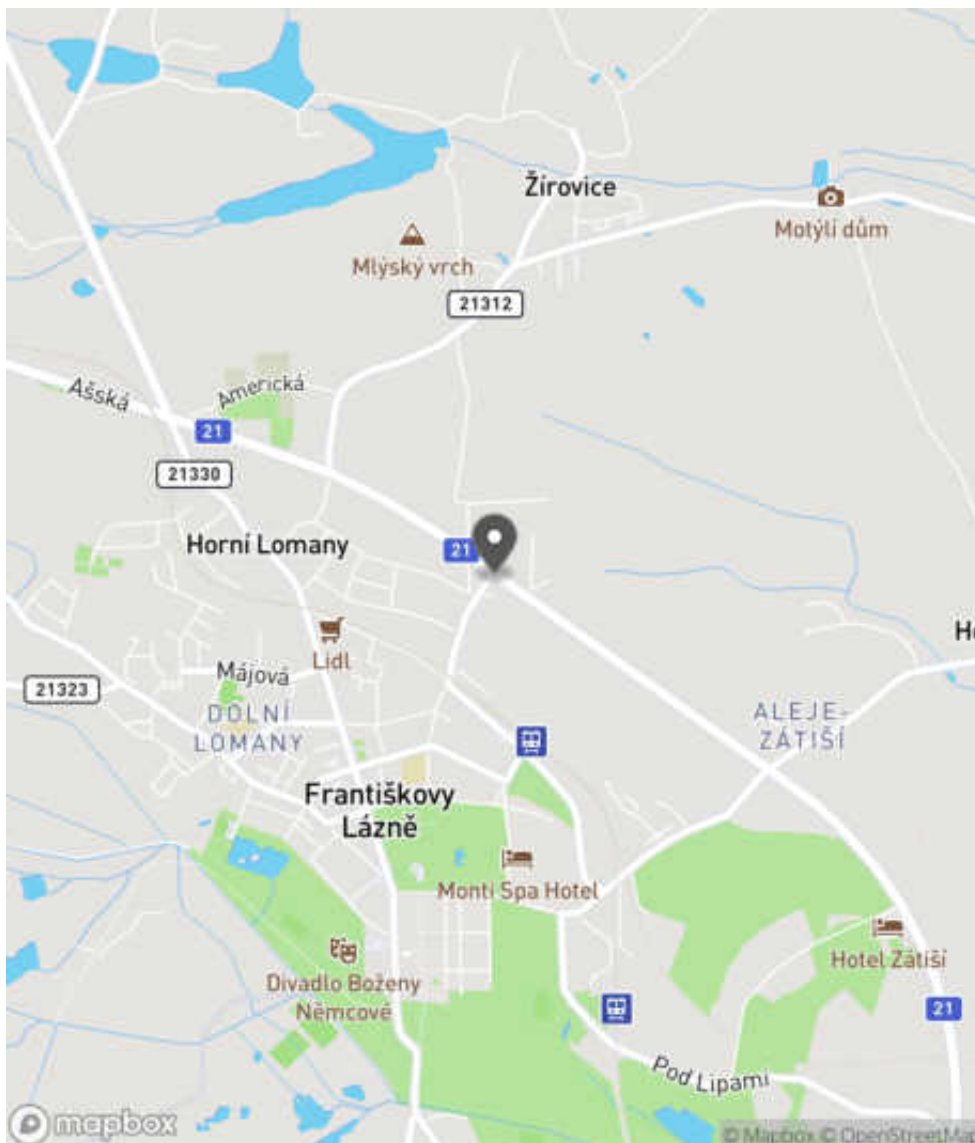 Žírovice
Motýlí dům
Mlýský vrch
21312
Americká
Ašská
21
21330
Horní Lomany
21
Lidl
Májová
21323
DOLNÍ
LOMANY
ALEJE-
ZÁTIŠÍ
Františkovy
Lázně
Monti Spa Hotel
Divadlo Boženy
Němcové
Hotel Zátiší
21
Pod Lipami
mapbox
© Mapbox © OpenStreetMap